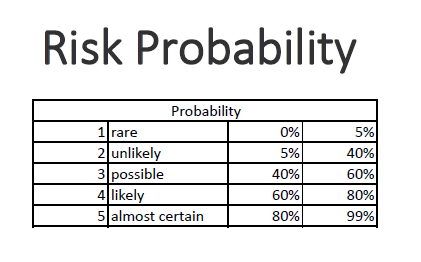 Risk Probability
Probability
1 rare 0% 5%
2 unlikely 5% 40%
3 possible 40% 60%
4 likely 60% 80%
5 almost certain 80% 99%